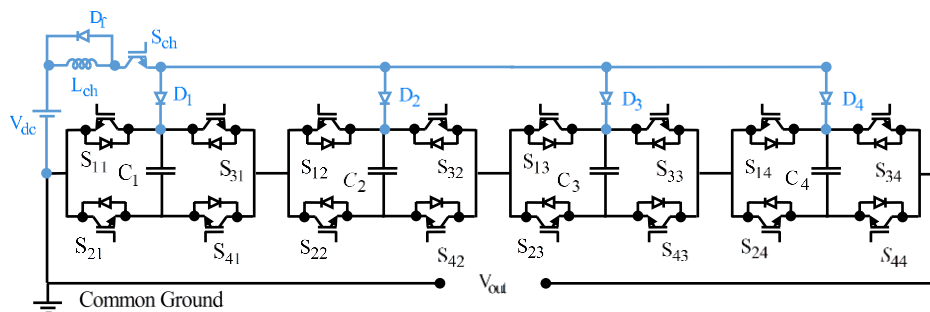 Df
Sch
Lch
D1
D2
D3
D4
Vdc
S11
C1
S31
S12
C2
S32
S13
C3
S33
S14
C4
S34
S21
S41
S22
S42
S23
S43
S24
S44
Vout
Common Ground